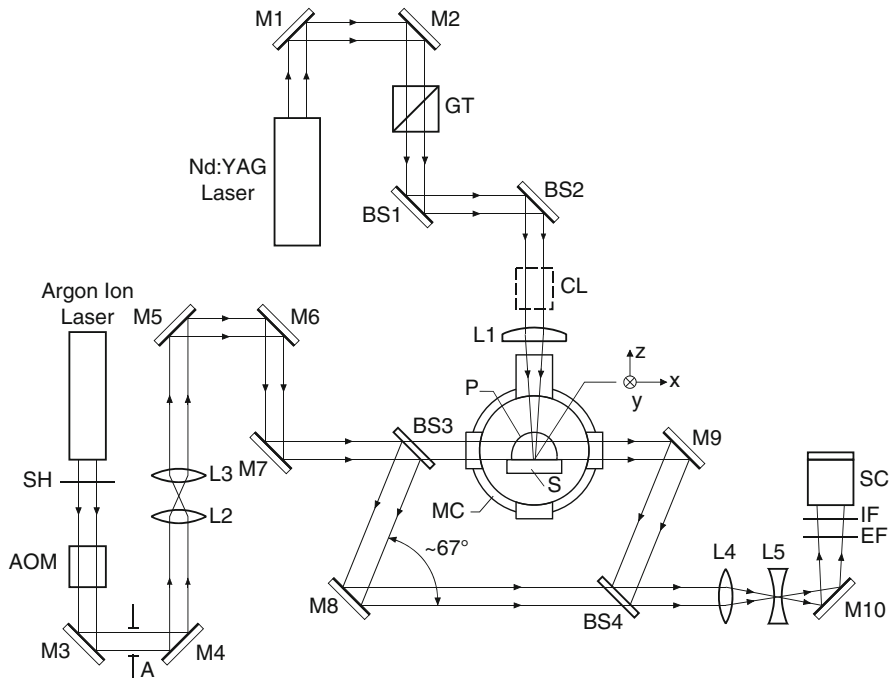 M1
M2
GT
Nd:YAG
Laser
BS1
BS2
CL
L1
Argon Ion
Laser
M5
M6
z
x
y
P
BS3
M9
M7
S
MC
SH
L3
L2
AOM
SC
IF
EF
~67°
L4
L5
M8
BS4
M10
M3
A
M4